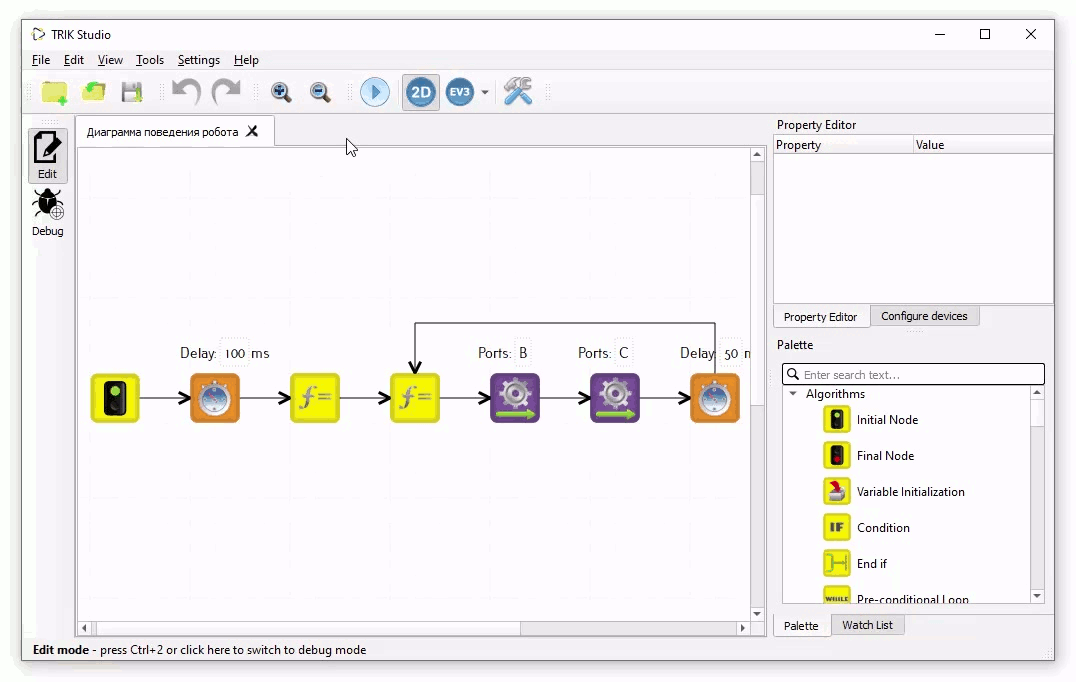 TRIK Studio
File Edit View Tools Settings Help
2D EV3
Диаграмма поведения робота
Edit
Debug
Delay: 100 ms
Ports: B
Ports: C
Delay: 50 m
f= f=
Property Editor
Property Value
Property Editor Configure devices
Palette
Enter search text...
Algorithms
Initial Node
Final Node
Variable Initialization
IF Condition
End if
WHILE Pre-conditional Loop
Palette Watch List
Edit mode - press Ctrl+2 or click here to switch to debug mode